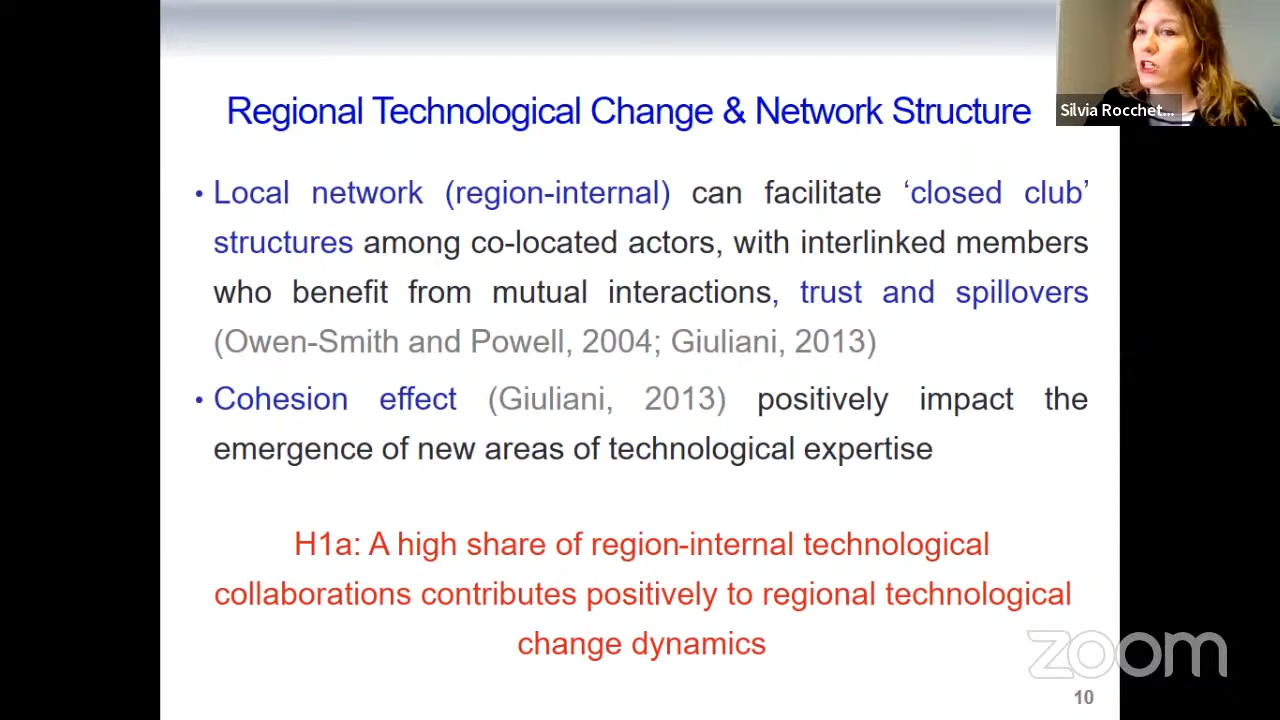 Regional Technological Change & Network Structure
Silvia Rocchet...
• Local network (region-internal) can facilitate ‘closed club’
structures among co-located actors, with interlinked members
who benefit from mutual interactions, trust and spillovers
(Owen-Smith and Powell, 2004; Giuliani, 2013)
• Cohesion effect (Giuliani, 2013) positively impact the
emergence of new areas of technological expertise
H1a: A high share of region-internal technological
collaborations contributes positively to regional technological
change dynamics
zoom
10